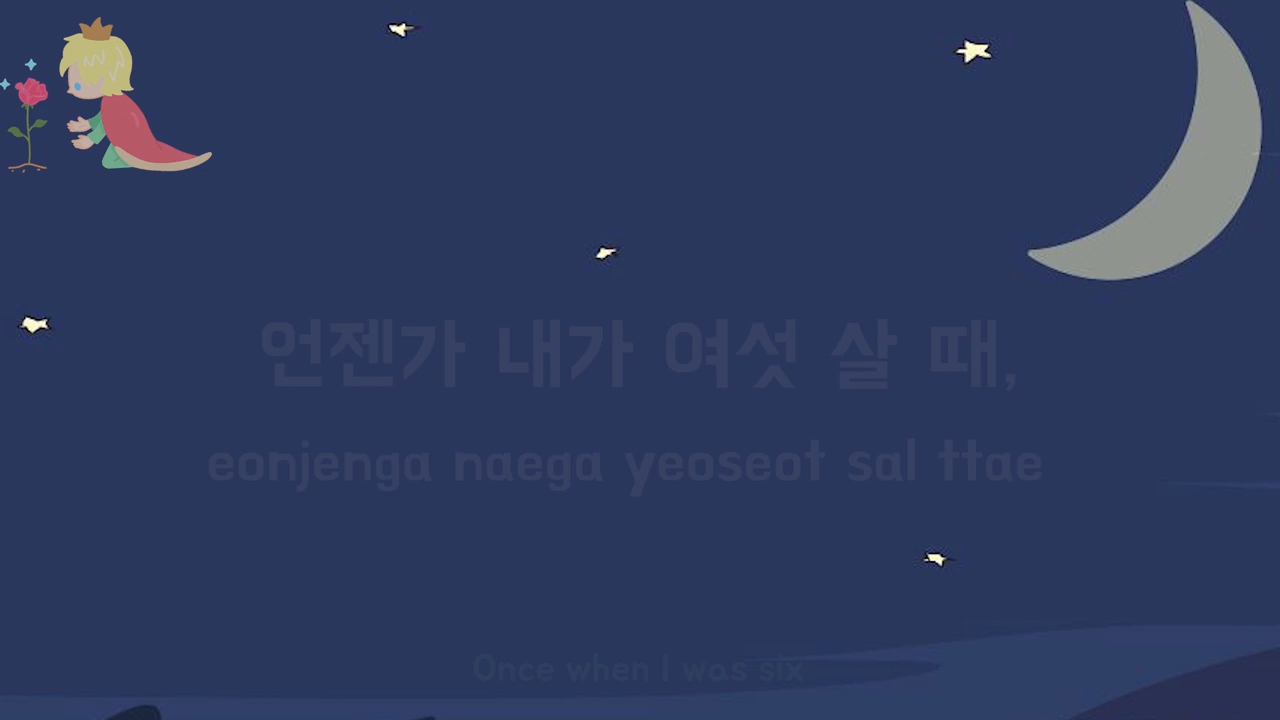 언젠가 내가 여섯 살 때,
eonjenga naega yeoseot sal ttae
Once when I was six